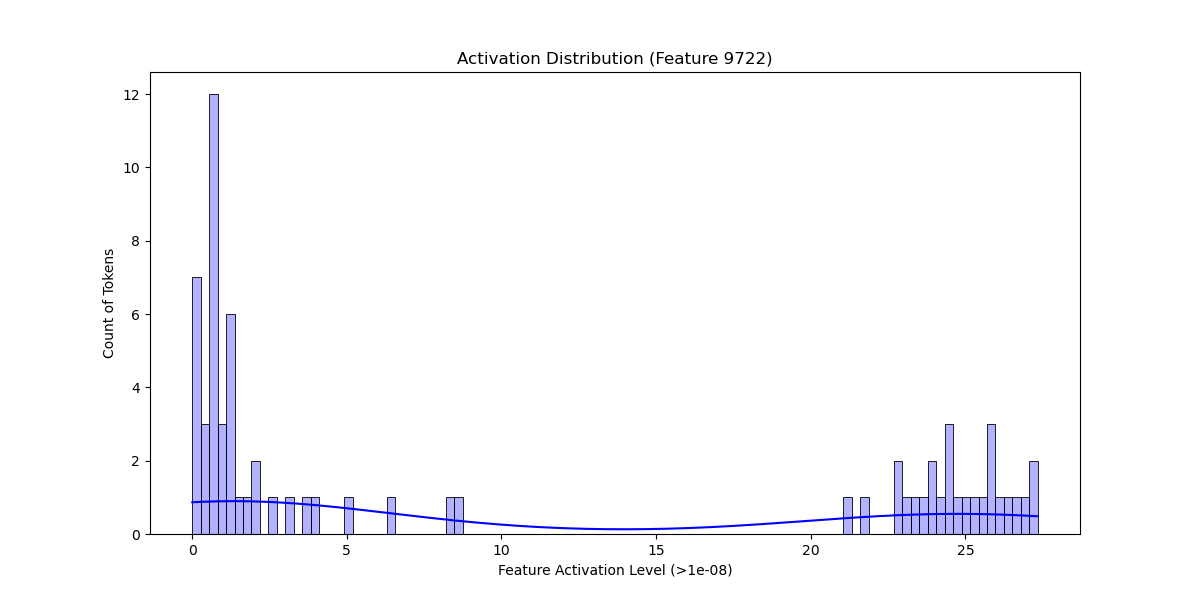 Activation Distribution (Feature 9722)
12
10
8
6
4
2
0
Count of Tokens
0 5 10 15 20 25
Feature Activation Level (>1e-08)